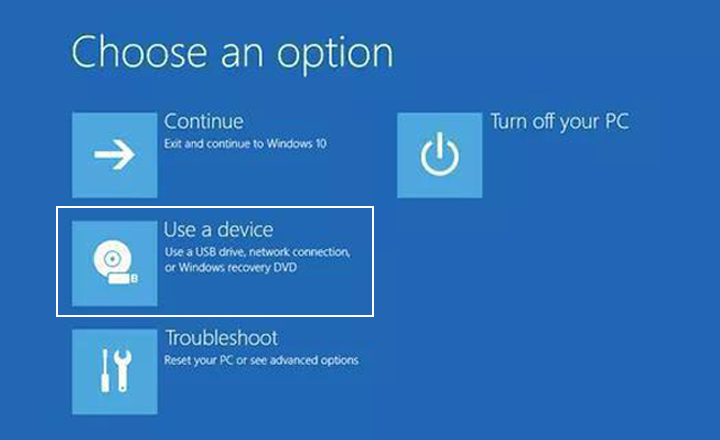 Choose an option
Continue
Exit and continue to Windows 10
Turn off your PC
Use a device
Use a USB drive, network connection,
or Windows recovery DVD
Troubleshoot
Reset your PC or see advanced options